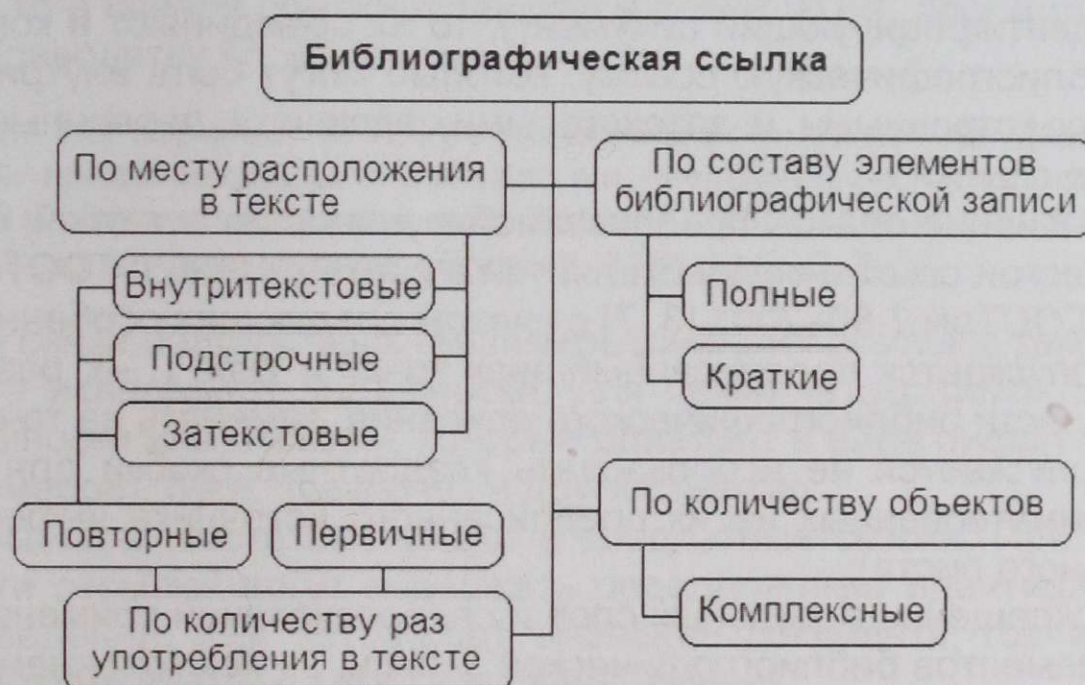 Библиографическая ссылка
По месту расположения
в тексте
По составу элементов
библиографической записи
Внутритекстовые
Подстрочные
Затекстовые
Полные
Краткие
Повторные
Первичные
По количеству объектов
По количеству раз
употребления в тексте
Комплексные